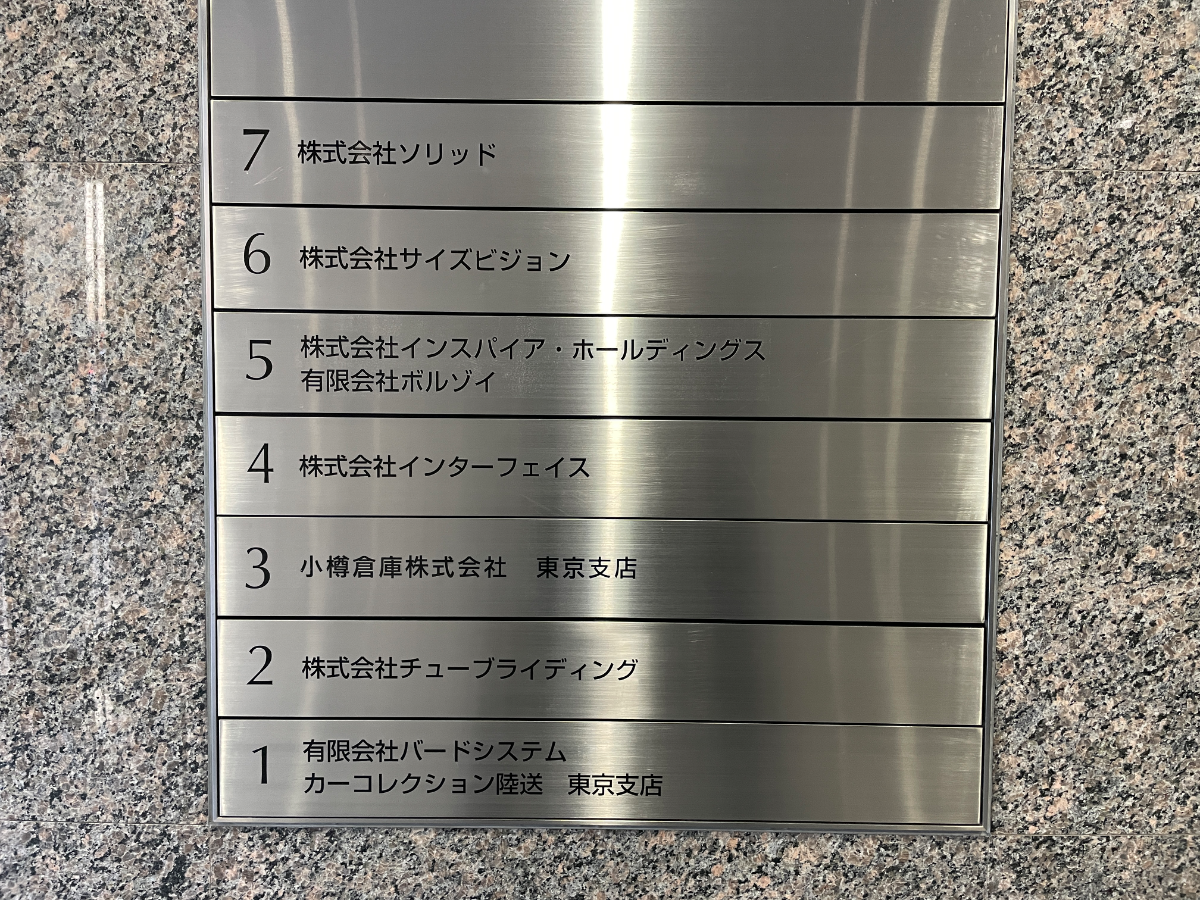 7 株式会社ソリッド
6 株式会社サイズビジョン
5 株式会社インスパイア・ホールディングス
有限会社ボルゾイ
4 株式会社インターフェイス
3 小樽倉庫株式会社　東京支店
2 株式会社チューブライディング
1 有限会社バードシステム
カーコレクション陸送　東京支店